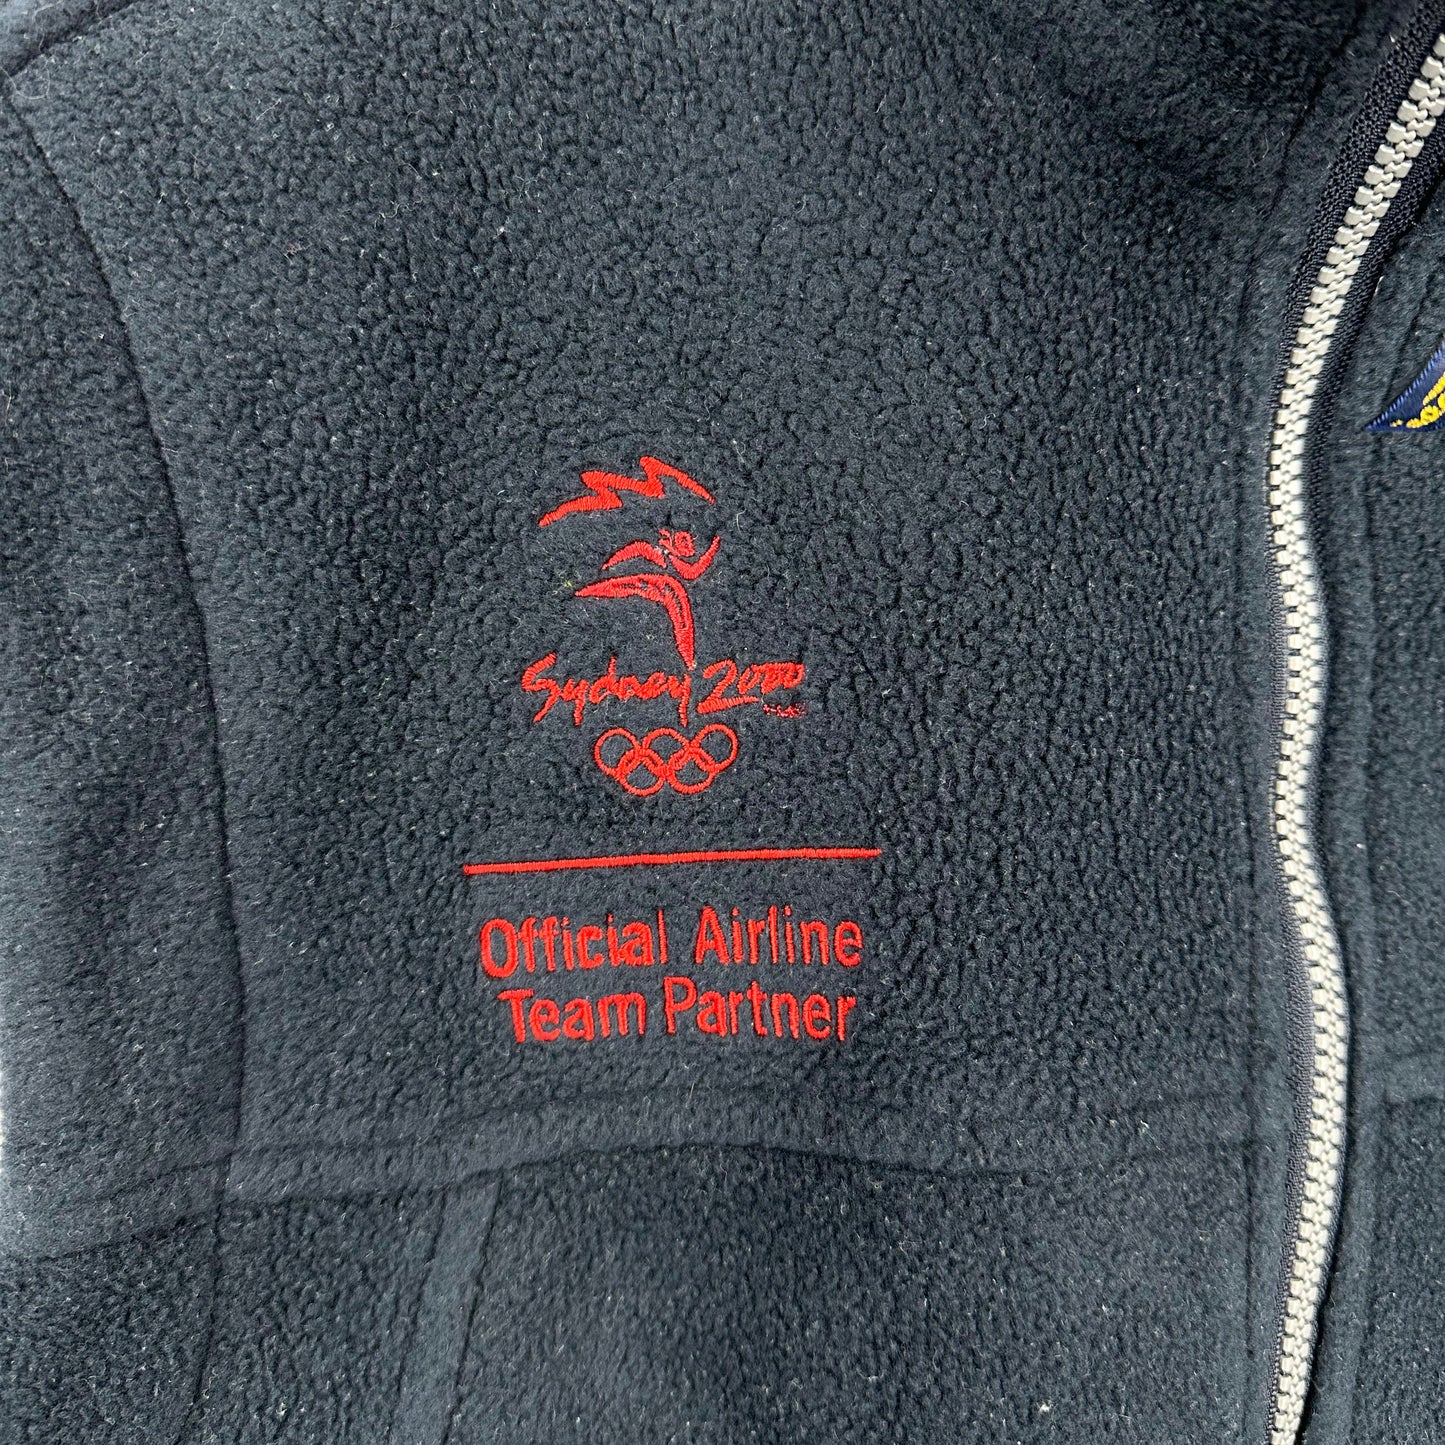 Sydney 2000
Official Airline
Team Partner